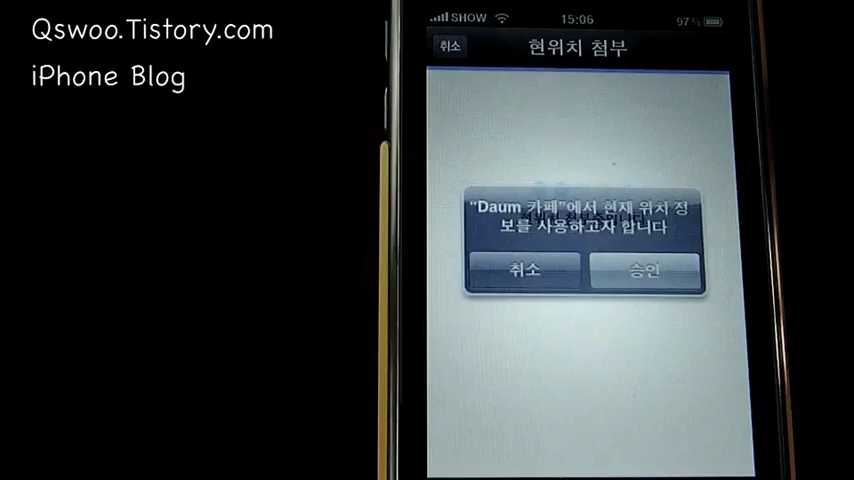 Qswoo.Tistory.com
iPhone Blog
SHOW 15:06 97%
취소 현위치 첨부
"Daum 카페"에서 현재 위치 정
보를 사용하고자 합니다
취소 승인